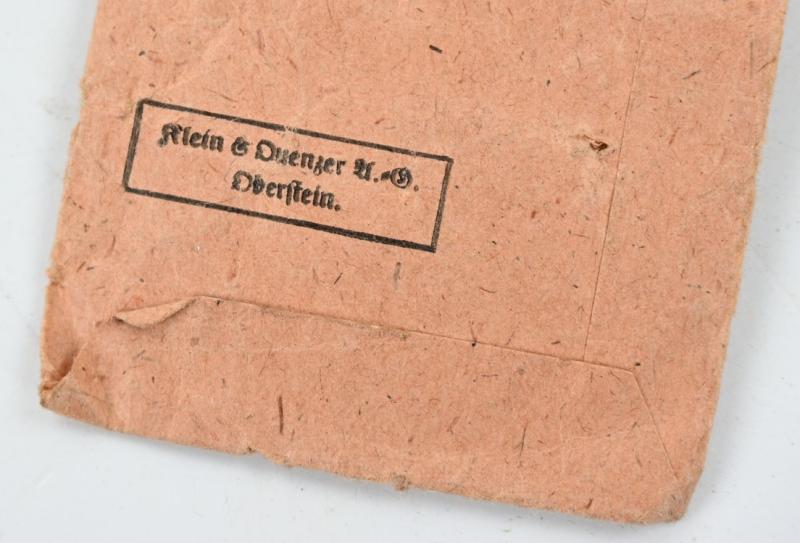 Klein & Quenzer A.-G.
Oberstein.